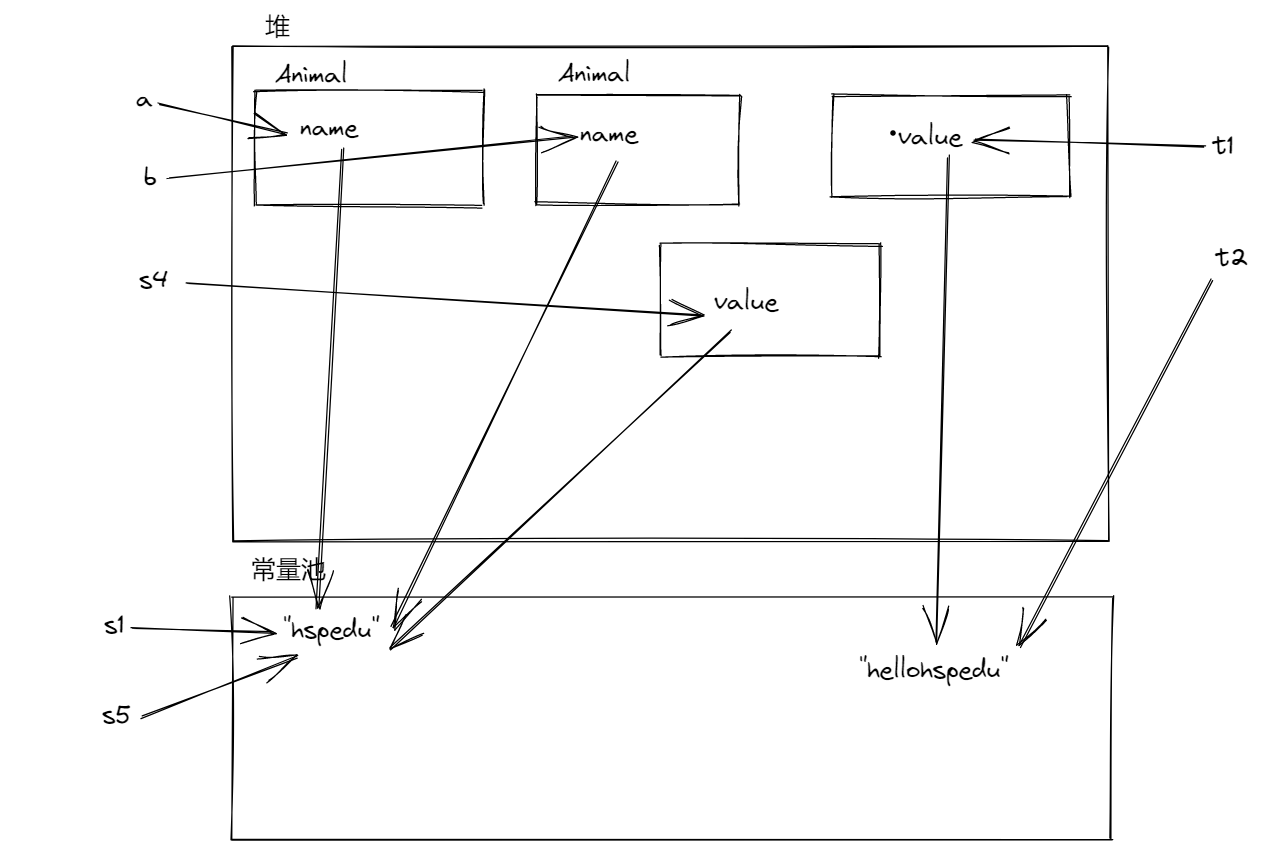 堆
Animal
Animal
a
name
name
•value
t1
b
t2
s4
value
常量池
s1
"hspedu"
"hellohspedu"
s5